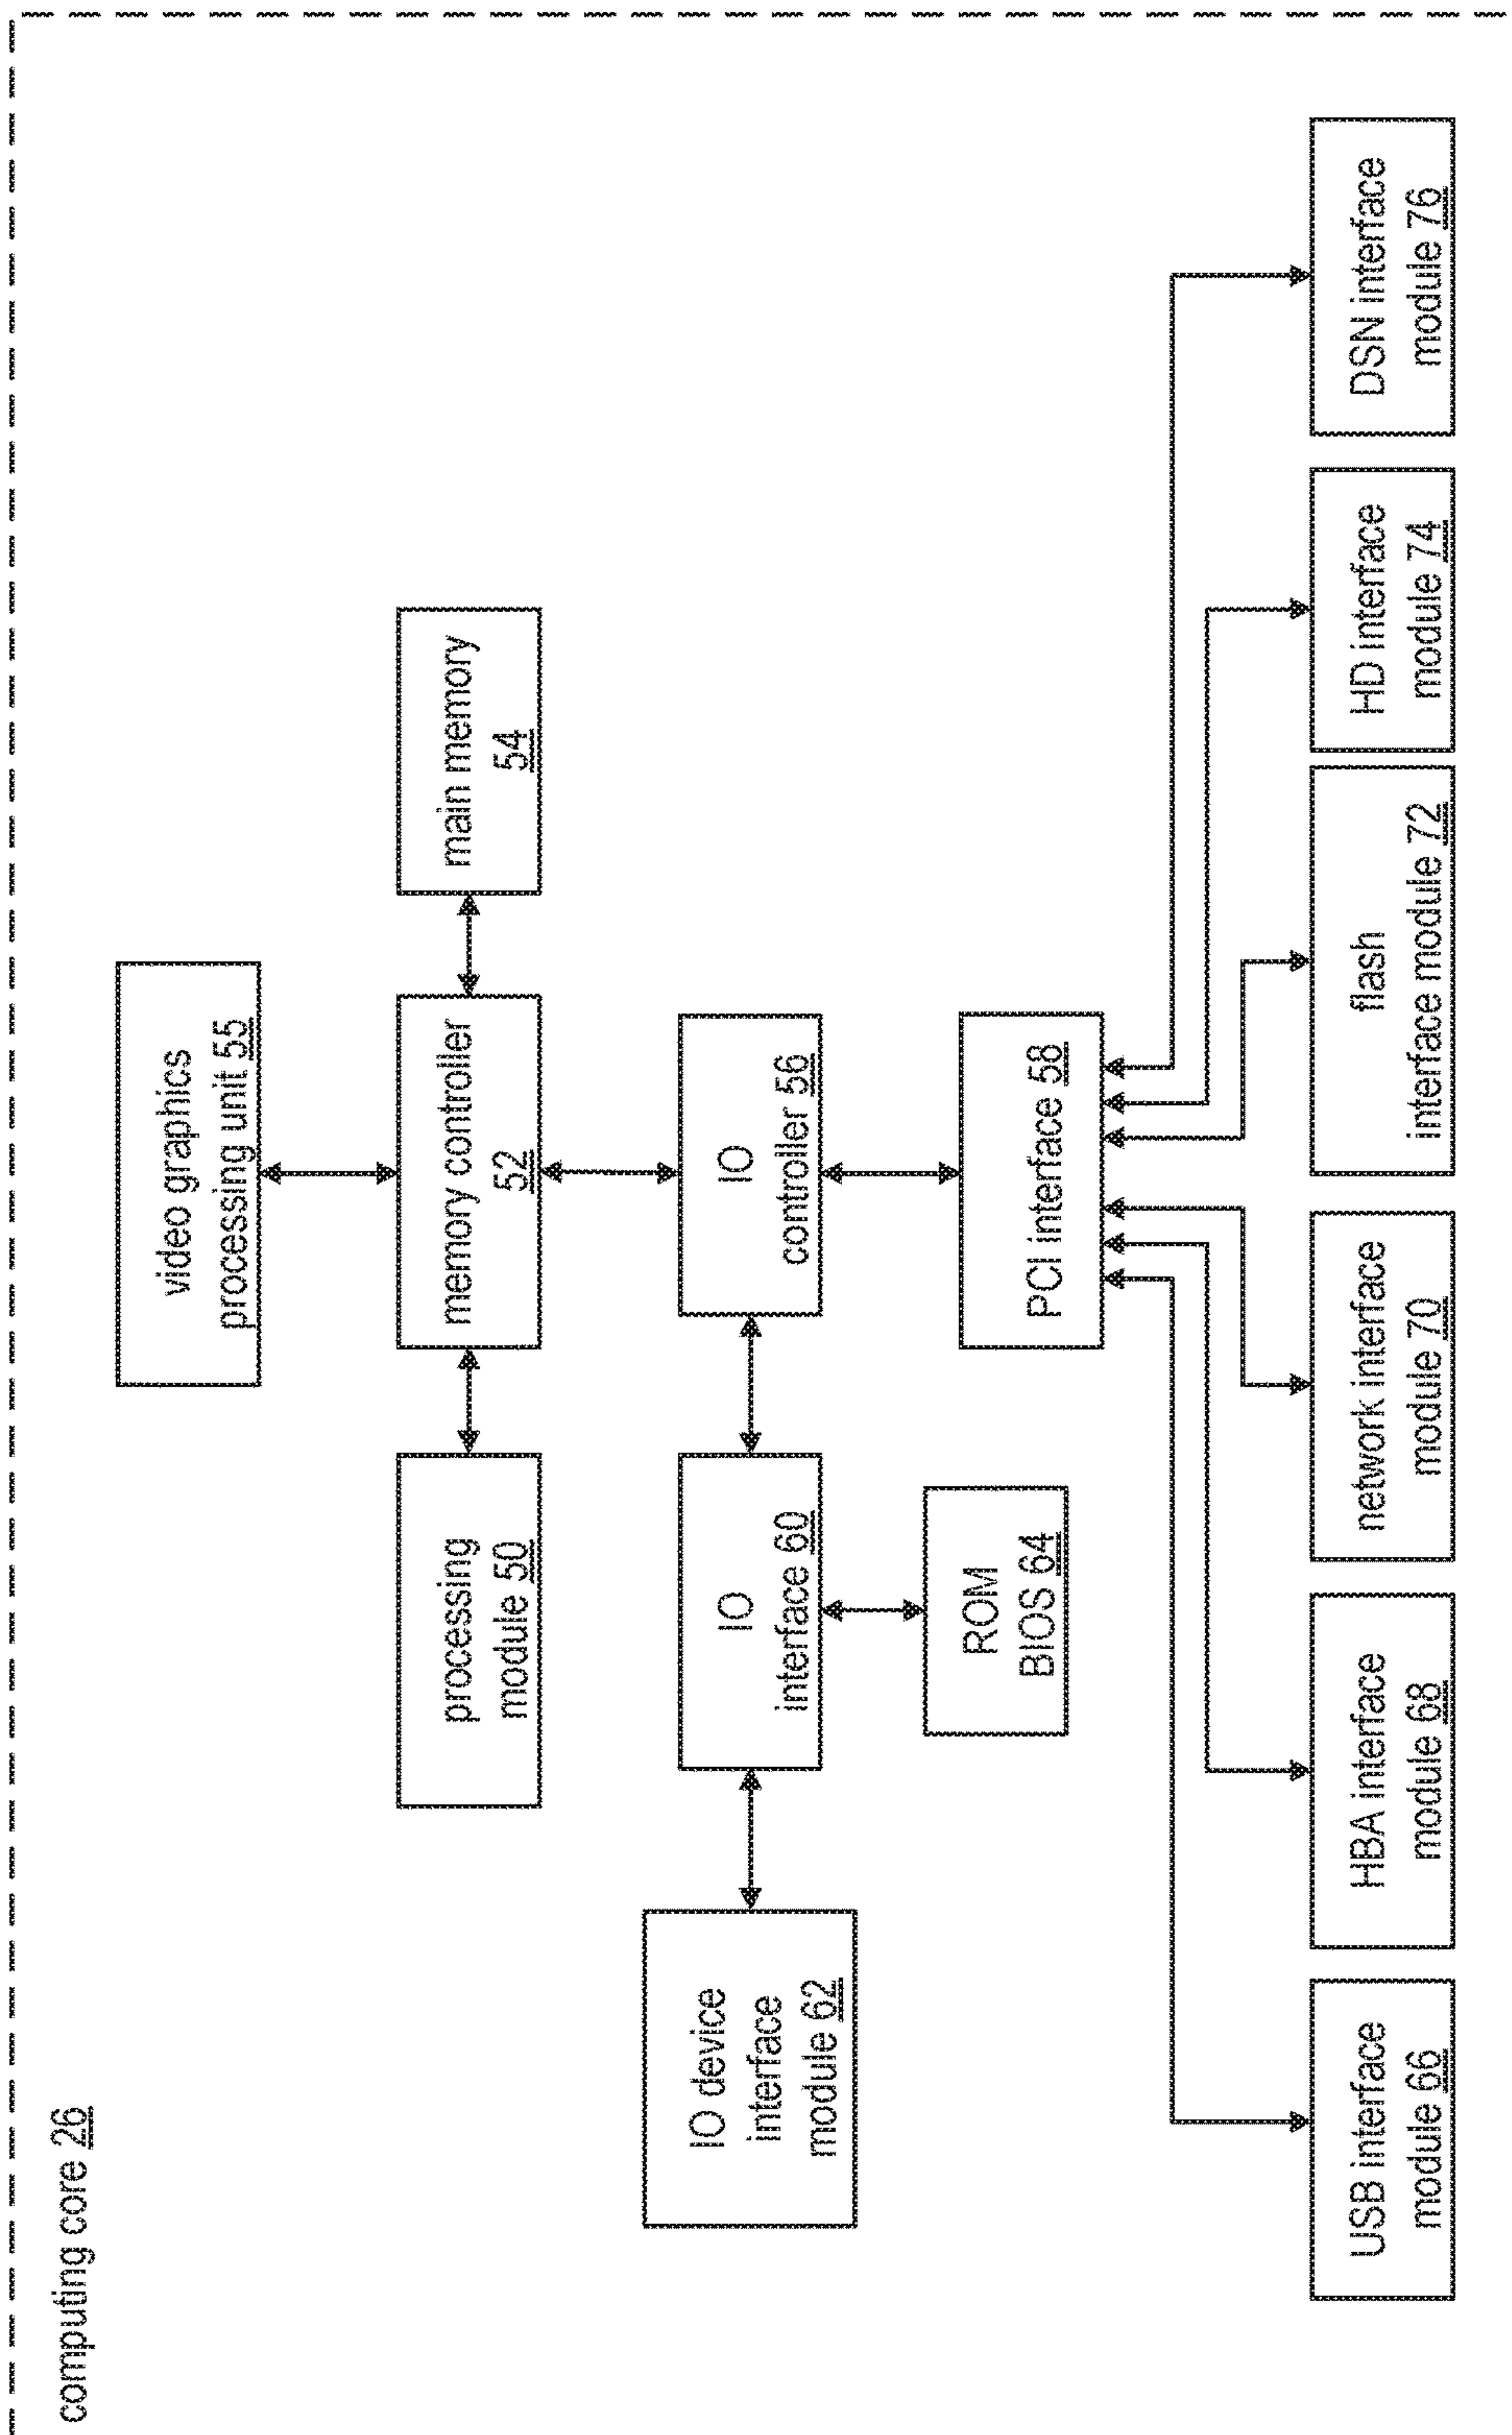 computing core 26
video graphics
processing unit 55
processing
module 50
memory controller
52
main memory
54
IO device
interface
module 62
IO
interface 60
IO
controller 56
ROM
BIOS 64
PCI interface 58
USB interface
module 66
HBA interface
module 68
network interface
module 70
flash
interface module 72
HD interface
module 74
DSN interface
module 76